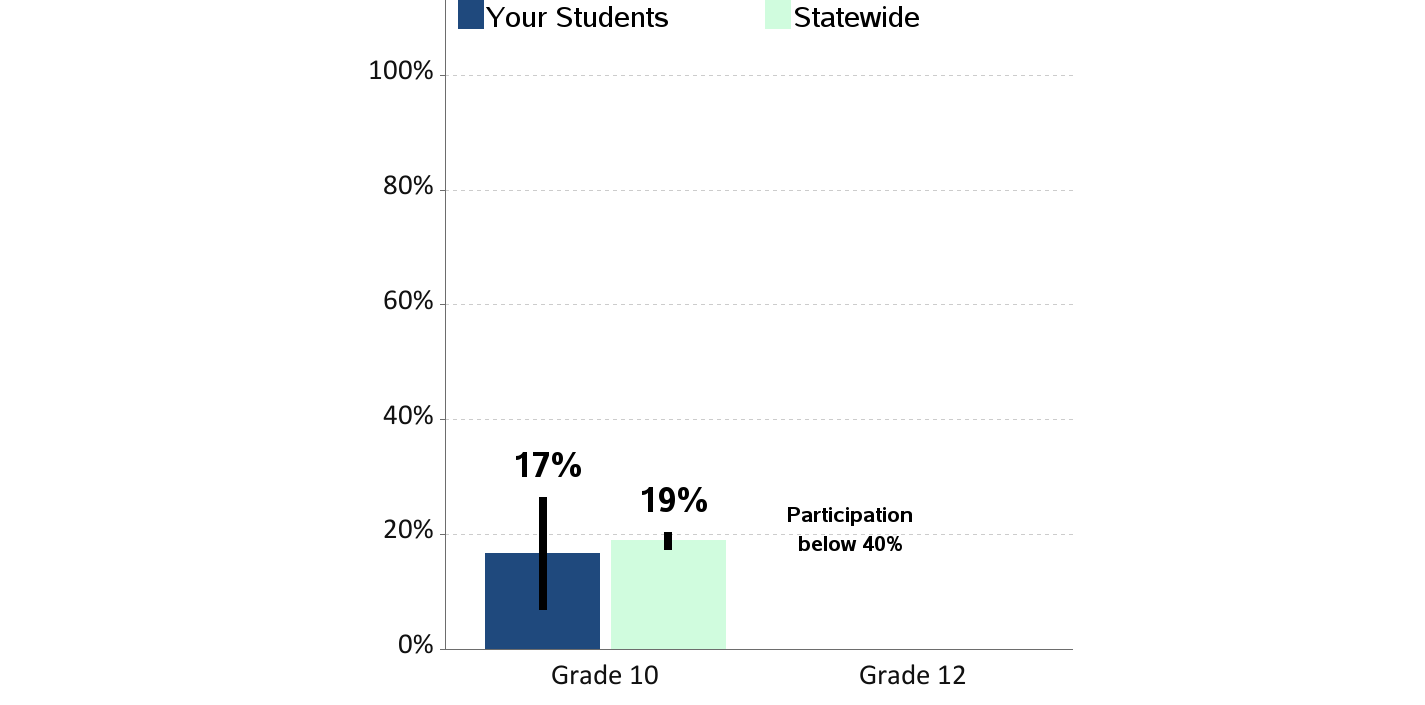 Your Students
Statewide
100%
80%
60%
40%
20%
0%
17%
19%
Participation
below 40%
Grade 10
Grade 12